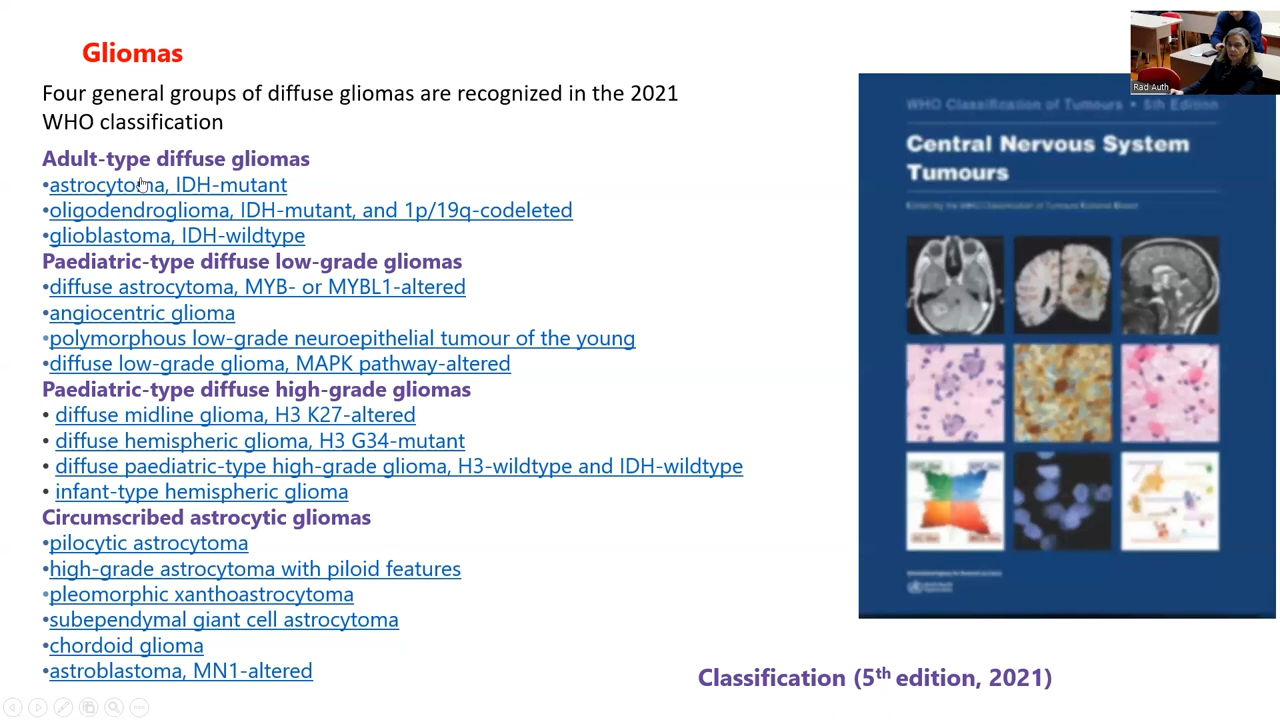 Gliomas
Four general groups of diffuse gliomas are recognized in the 2021
WHO classification
Adult-type diffuse gliomas
•astrocytoma, IDH-mutant
•oligodendroglioma, IDH-mutant, and 1p/19q-codeleted
•glioblastoma, IDH-wildtype
Paediatric-type diffuse low-grade gliomas
•diffuse astrocytoma, MYB- or MYBL1-altered
•angiocentric glioma
•polymorphous low-grade neuroepithelial tumour of the young
•diffuse low-grade glioma, MAPK pathway-altered
Paediatric-type diffuse high-grade gliomas
• diffuse midline glioma, H3 K27-altered
• diffuse hemispheric glioma, H3 G34-mutant
• diffuse paediatric-type high-grade glioma, H3-wildtype and IDH-wildtype
• infant-type hemispheric glioma
Circumscribed astrocytic gliomas
•pilocytic astrocytoma
•high-grade astrocytoma with piloid features
•pleomorphic xanthoastrocytoma
•subependymal giant cell astrocytoma
•chordoid glioma
•astroblastoma, MN1-altered
Rad Auth
WHO Classification of Tumours • 5th Edition
Central Nervous System
Tumours
Classification (5th edition, 2021)